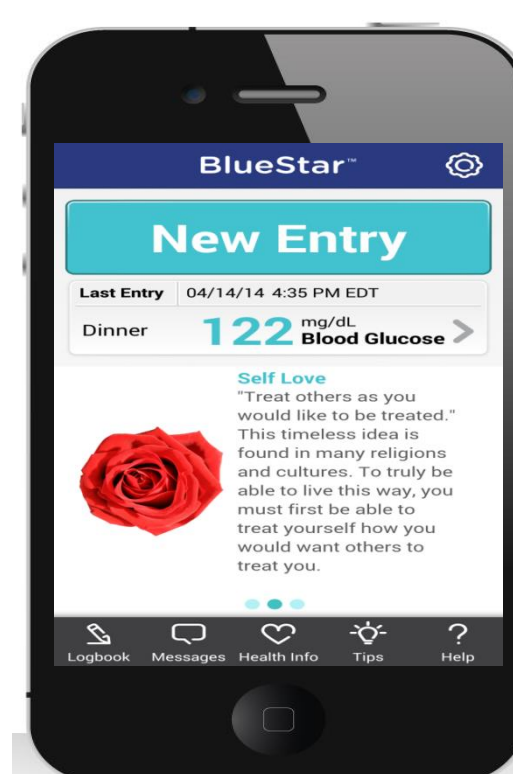 BlueStar™
New Entry
Last Entry 04/14/14 4:35 PM EDT
Dinner 122 mg/dL
Blood Glucose
Self Love
"Treat others as you
would like to be treated."
This timeless idea is
found in many religions
and cultures. To truly be
able to live this way, you
must first be able to
treat yourself how you
would want others to
treat you.
Logbook Messages Health Info Tips Help